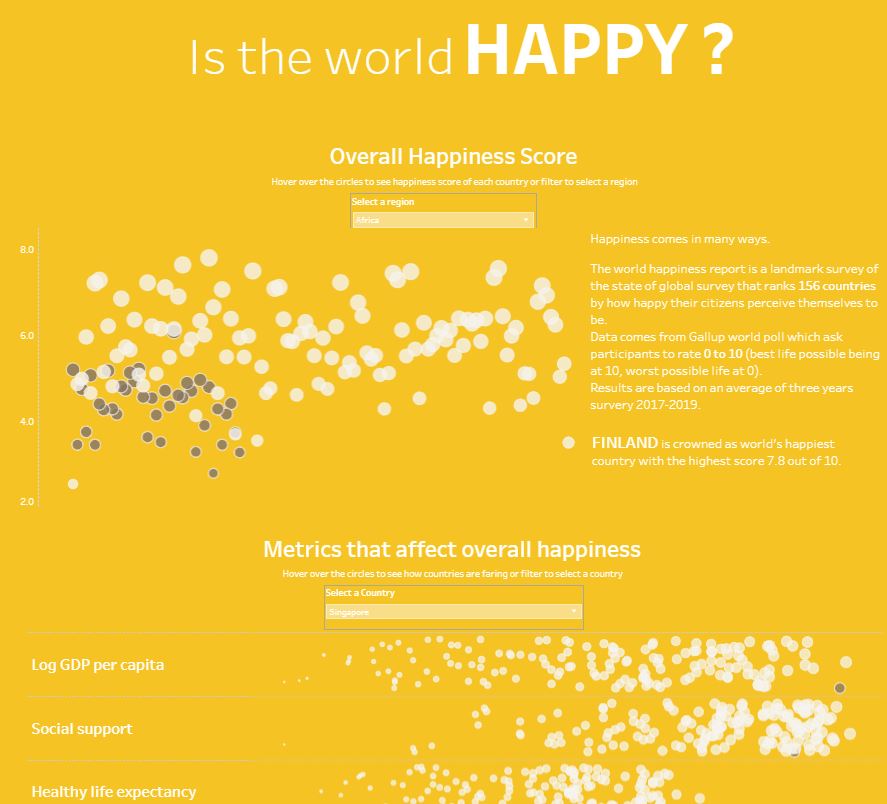 Is the world HAPPY ?
Overall Happiness Score
Hover over the circles to see happiness score of each country or filter to select a region
Select a region
Africa
8.0
6.0
4.0
2.0
Happiness comes in many ways.
The world happiness report is a landmark survey of
the state of global survey that ranks 156 countries
by how happy their citizens perceive themselves to
be.
Data comes from Gallup world poll which ask
participants to rate 0 to 10 (best life possible being
at 10, worst possible life at 0).
Results are based on an average of three years
survery 2017-2019.
FINLAND is crowned as world's happiest
country with the highest score 7.8 out of 10.
Metrics that affect overall happiness
Hover over the circles to see how countries are faring or filter to select a country
Select a Country
Singapore
Log GDP per capita
Social support
Healthy life expectancy